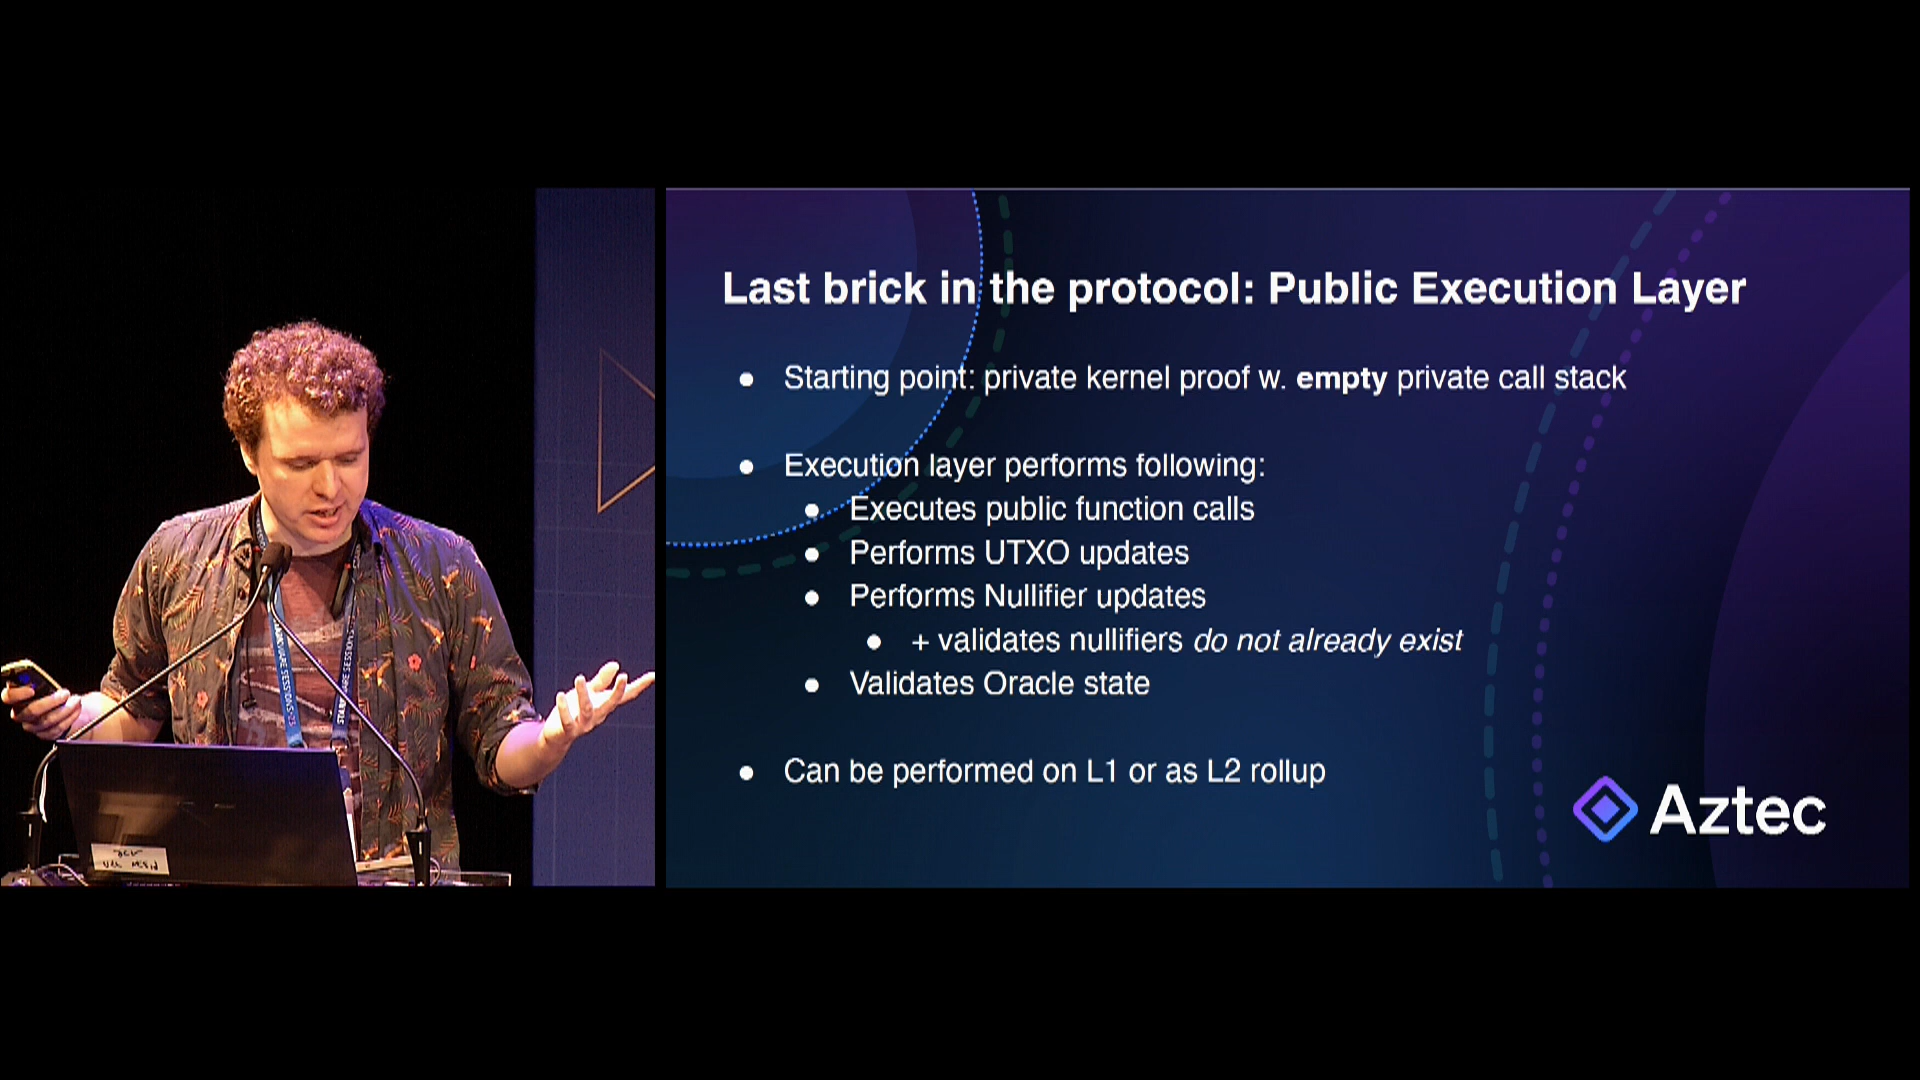 Last brick in the protocol: Public Execution Layer
● Starting point: private kernel proof w. empty private call stack
● Execution layer performs following:
● Executes public function calls
● Performs UTXO updates
● Performs Nullifier updates
● + validates nullifiers do not already exist
● Validates Oracle state
● Can be performed on L1 or as L2 rollup
Aztec